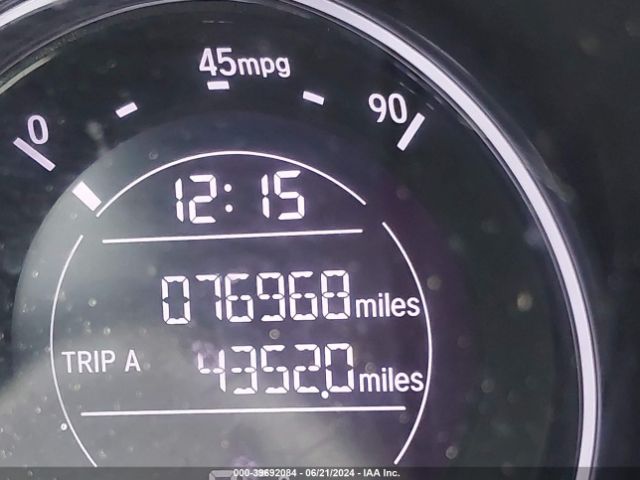 45mpg
0
90
12:15
076968 miles
TRIP A 4352.0 miles
000-39692084 - 06/21/2024 - IAA Inc.